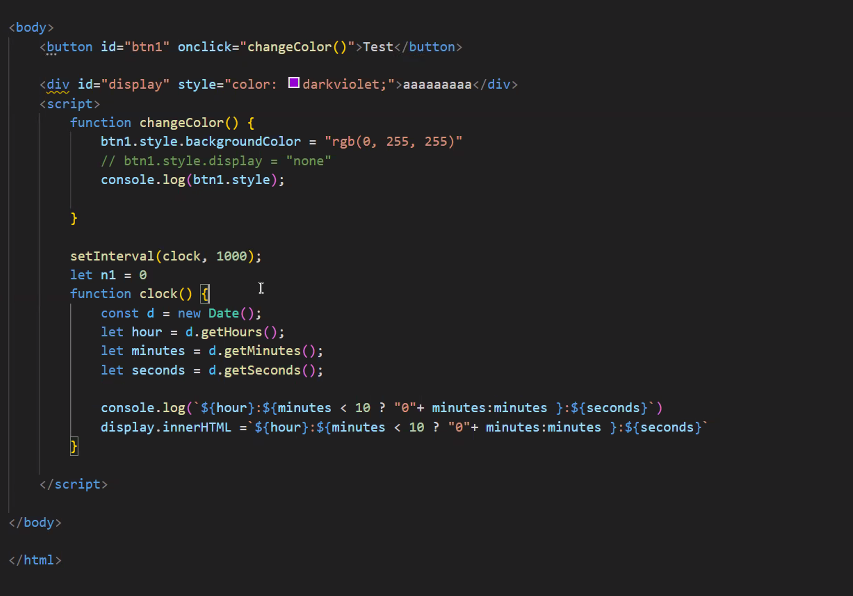 <body>
<button id="btn1" onclick="changeColor()">Test</button>
<div id="display" style="color: darkviolet;">aaaaaaaaa</div>
<script>
function changeColor() {
btn1.style.backgroundColor = "rgb(0, 255, 255)"
// btn1.style.display = "none"
console.log(btn1.style);
}
setInterval(clock, 1000);
let n1 = 0
function clock() {
const d = new Date();
let hour = d.getHours();
let minutes = d.getMinutes();
let seconds = d.getSeconds();
console.log(`${hour}:${minutes < 10 ? "0"+ minutes:minutes }:${seconds}`)
display.innerHTML =`${hour}:${minutes < 10 ? "0"+ minutes:minutes }:${seconds}`
}
</script>
</body>
</html>